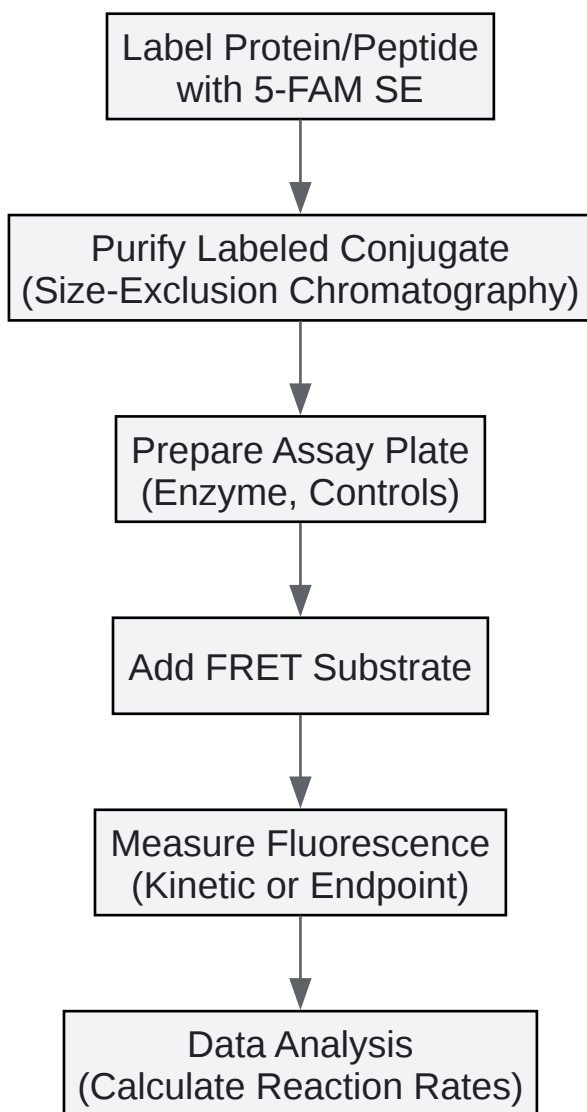 Label Protein/Peptide
with 5-FAM SE
Purify Labeled Conjugate
(Size-Exclusion Chromatography)
Prepare Assay Plate
(Enzyme, Controls)
Add FRET Substrate
Measure Fluorescence
(Kinetic or Endpoint)
Data Analysis
(Calculate Reaction Rates)